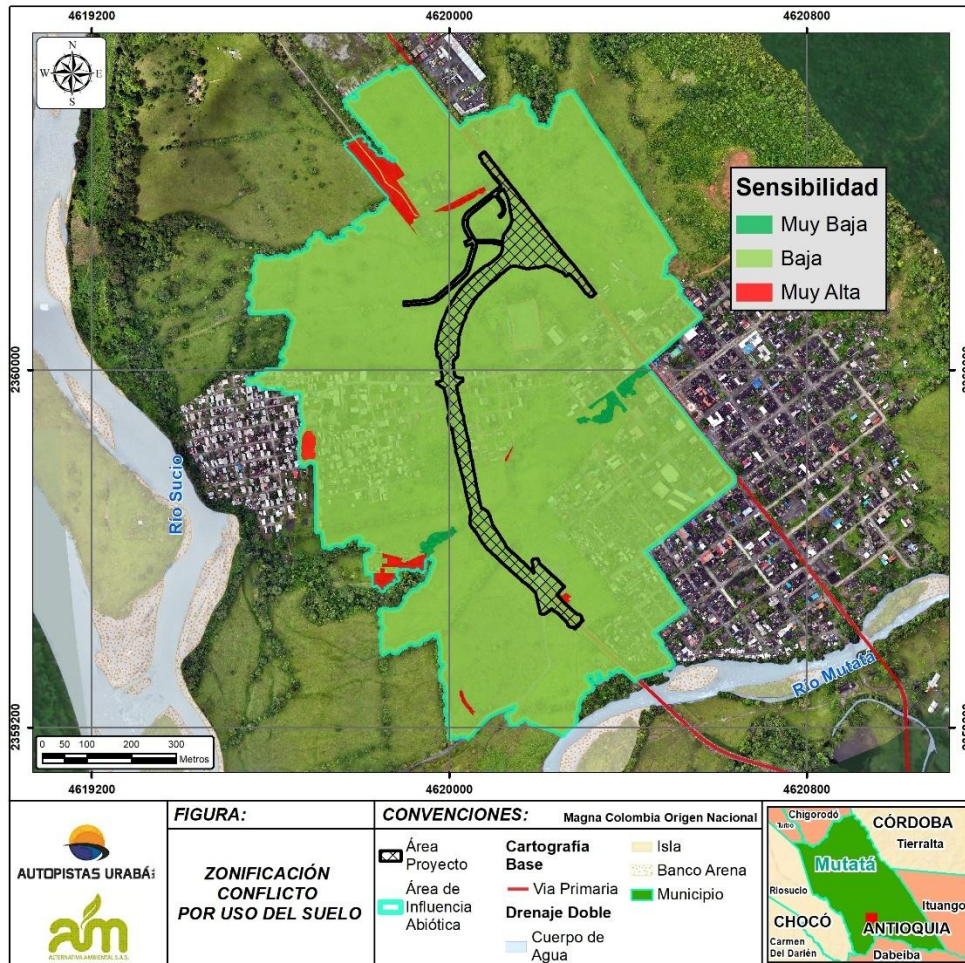 4619200
4620000
4620800
N
W
E
S
Sensibilidad
Muy Baja
Baja
Muy Alta
2360000
Río Sucio
Río Mutatá
2359200
0 50 100 200 300
Metros
4619200
4620000
4620800
AUTOPISTAS URABÁ
am
ALTERNATIVA AMBIENTAL S.A.S.
FIGURA:
ZONIFICACIÓN
CONFLICTO
POR USO DEL SUELO
CONVENCIONES:
Magna Colombia Origen Nacional
Área
Proyecto
Área de
Influencia
Abiótica
Cartografía
Base
Via Primaria
Drenaje Doble
Cuerpo de
Agua
Isla
Banco Arena
Municipio
Chigorodó
Turbo
CÓRDOBA
Tierralta
Mutatá
Riosucio
Ituango
CHOCÓ
ANTIOQUIA
Carmen
Del Darién
Dabeiba